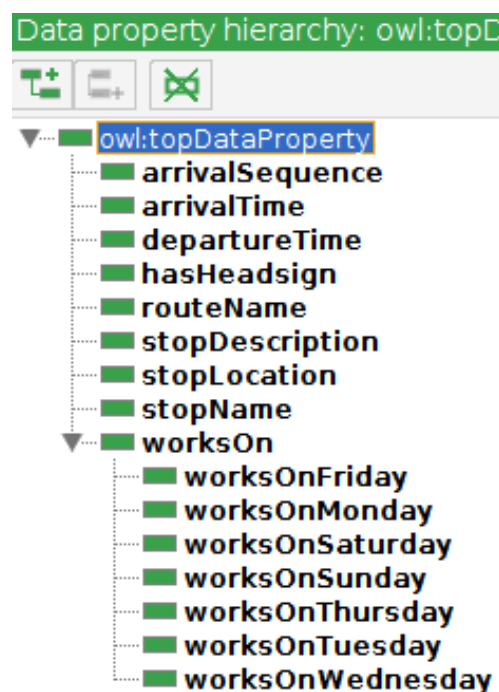 Data property hierarchy: owl:topD
owl:topDataProperty
arrivalSequence
arrivalTime
departureTime
hasHeadsign
routeName
stopDescription
stopLocation
stopName
worksOn
worksOnFriday
worksOnMonday
worksOnSaturday
worksOnSunday
worksOnThursday
worksOnTuesday
worksOnWednesday